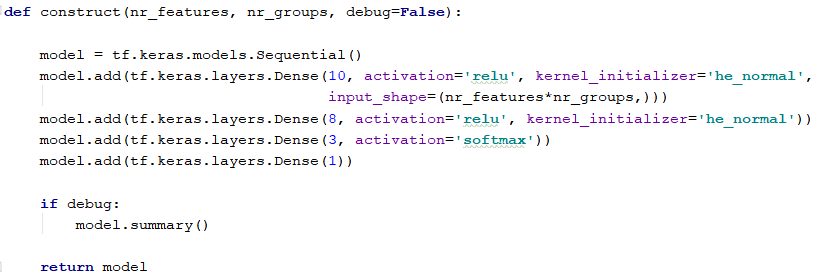 def construct(nr_features, nr_groups, debug=False):
model = tf.keras.models.Sequential()
model.add(tf.keras.layers.Dense(10, activation='relu', kernel_initializer='he_normal',
input_shape=(nr_features*nr_groups,)))
model.add(tf.keras.layers.Dense(8, activation='relu', kernel_initializer='he_normal'))
model.add(tf.keras.layers.Dense(3, activation='softmax'))
model.add(tf.keras.layers.Dense(1))
if debug:
model.summary()
return model